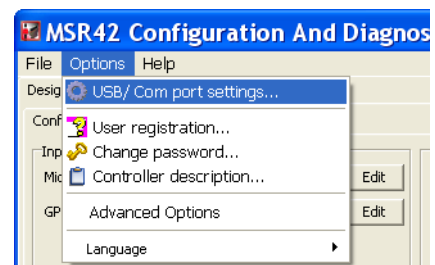 MSR42 Configuration And Diagnos
File Options Help
Desig
USB/ Com port settings...
Conf
User registration...
Inp
Change password...
Mic
Controller description...
Edit
GP
Advanced Options
Edit
Language